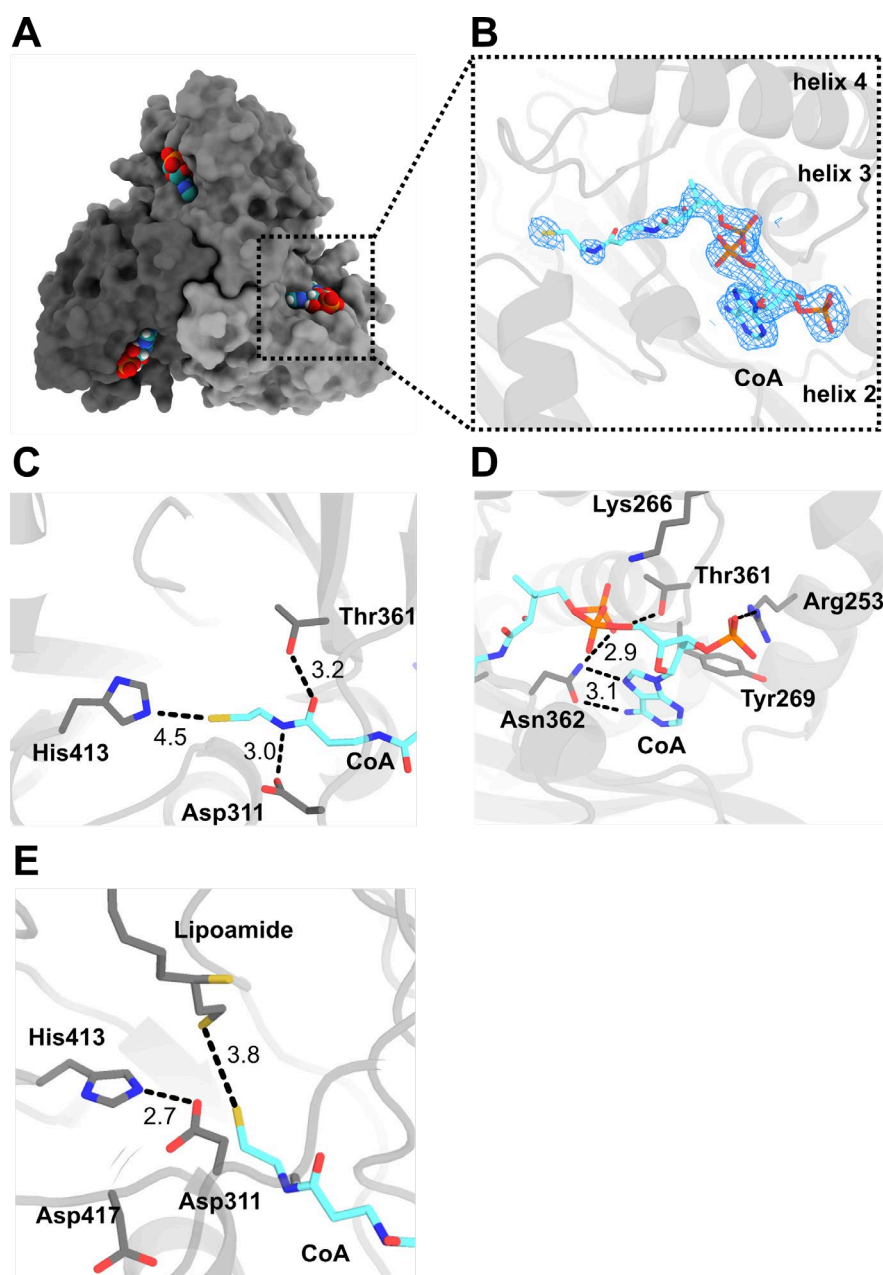 A
B
helix 4
helix 3
CoA
helix 2
C
D
Thr361
3.2
His413
4.5
3.0
CoA
Asp311
Lys266
Thr361
Arg253
2.9
3.1
Tyr269
Asn362
CoA
E
Lipoamide
His413
3.8
2.7
Asp311
Asp417
CoA